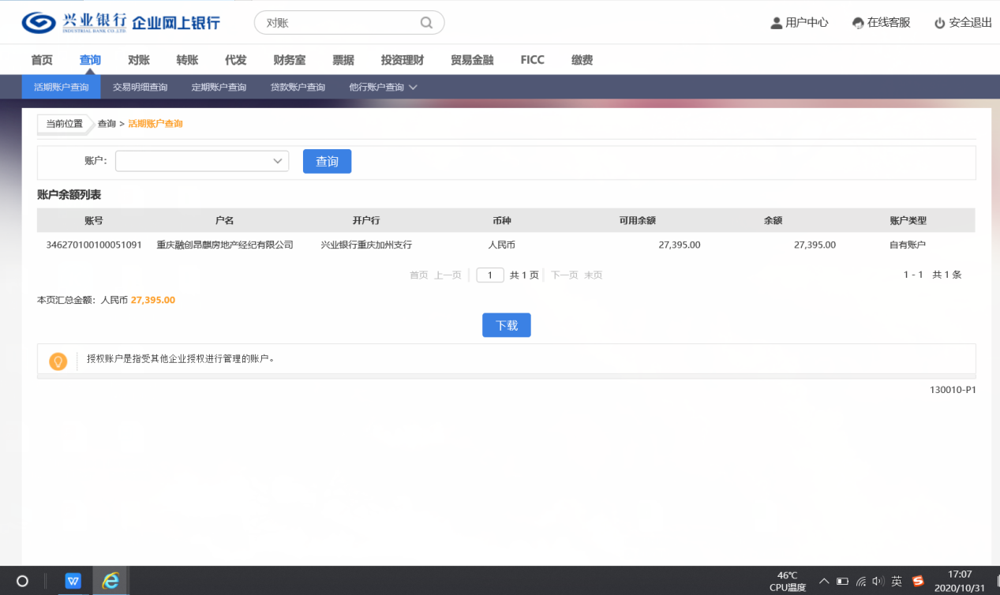 兴业银行 企业网上银行 对账 用户中心 在线客服 安全退出
INDUSTRIAL BANK CO.,LTD.
首页 查询 对账 转账 代发 财务室 票据 投资理财 贸易金融 FICC 缴费
活期账户查询 交易明细查询 定期账户查询 贷款账户查询 他行账户查询
当前位置 查询 > 活期账户查询
账户： 查询
账户余额列表
账号 户名 开户行 币种 可用余额 余额 账户类型
346270100100051091 重庆融创昂麒房地产经纪有限公司 兴业银行重庆加州支行 人民币 27,395.00 27,395.00 自有账户
首页 上一页 1 共 1 页 下一页 末页 1 - 1 共 1 条
本页汇总金额：人民币 27,395.00
下载
授权账户是指受其他企业授权进行管理的账户。
130010-P1
46℃ 17:07
CPU温度 英 2020/10/31